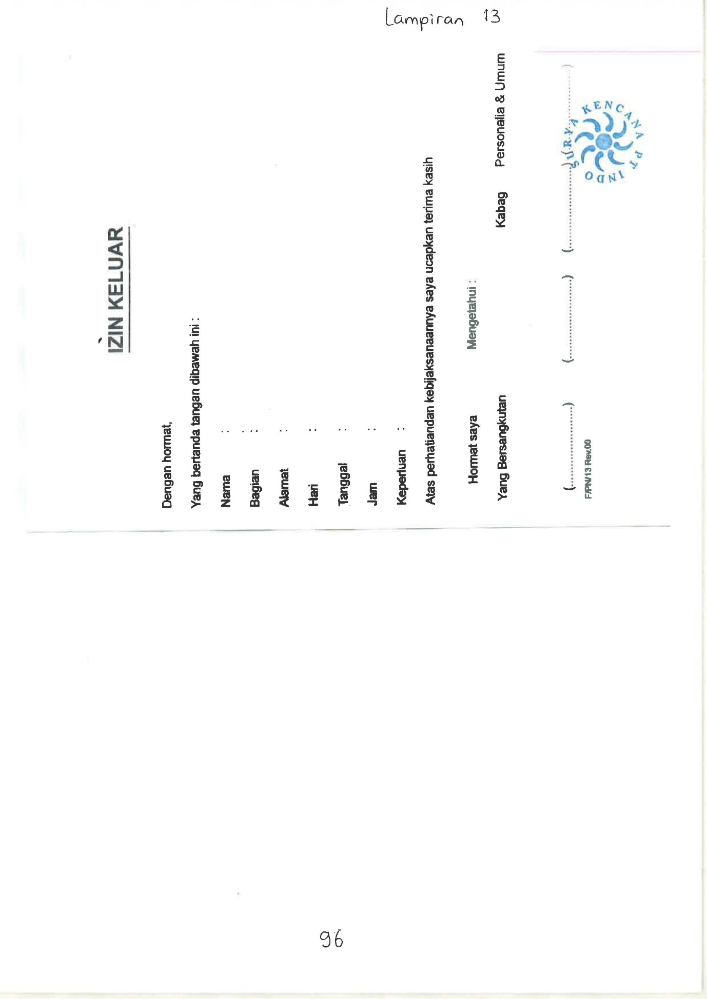 Lampiran 13
IZIN KELUAR
Dengan hormat,
Yang bertanda tangan dibawah ini :
Nama :
Bagian :
Alamat :
Hari :
Tanggal :
Jam :
Keperluan :
Atas perhatiandan kebijaksanaannya saya ucapkan terima kasih
Hormat saya Mengetahui :
Yang Bersangkutan Kabag Personalia & Umum
(....................) (....................) (....................) (....................)
F/PN/13 Rev.00
PT INDO SURYA KENCANA
96